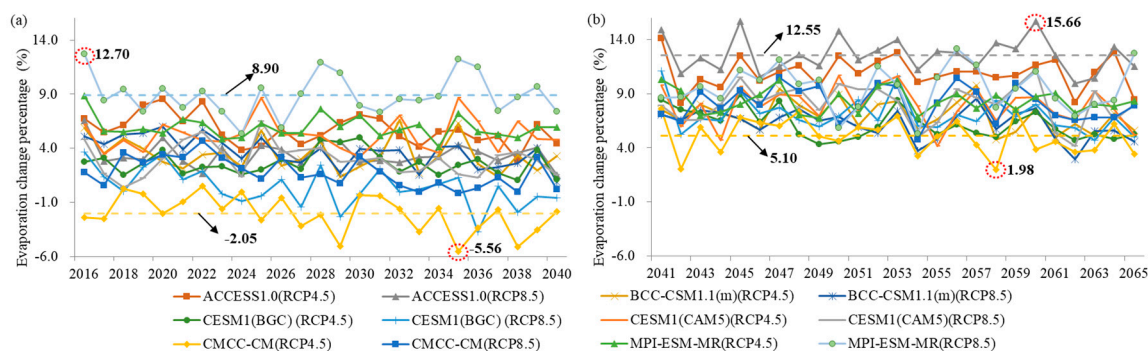 (a)
Evaporation change percentage (%)
14.0
9.0
4.0
-1.0
-6.0
12.70
8.90
-2.05
-5.56
2016 2018 2020 2022 2024 2026 2028 2030 2032 2034 2036 2038 2040
(b)
Evaporation change percentage (%)
14.0
9.0
4.0
-1.0
-6.0
12.55
15.66
5.10
1.98
2041 2043 2045 2047 2049 2051 2053 2055 2057 2059 2061 2063 2065
ACCESS1.0(RCP4.5) ACCESS1.0(RCP8.5) BCC-CSM1.1(m)(RCP4.5) BCC-CSM1.1(m)(RCP8.5)
CESM1(BGC) (RCP4.5) CESM1(BGC) (RCP8.5) CESM1(CAM5)(RCP4.5) CESM1(CAM5)(RCP8.5)
CMCC-CM(RCP4.5) CMCC-CM(RCP8.5) MPI-ESM-MR(RCP4.5) MPI-ESM-MR(RCP8.5)